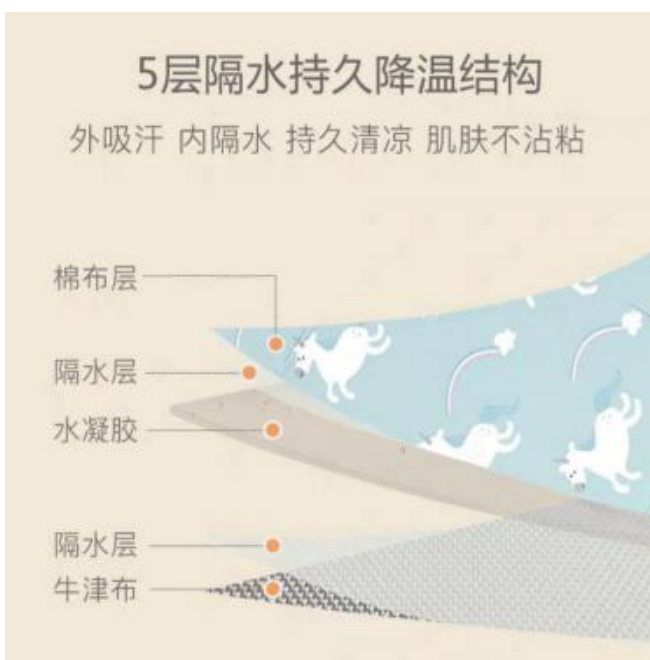 5层隔水持久降温结构
外吸汗 内隔水 持久清凉 肌肤不沾粘
棉布层
隔水层
水凝胶
隔水层
牛津布